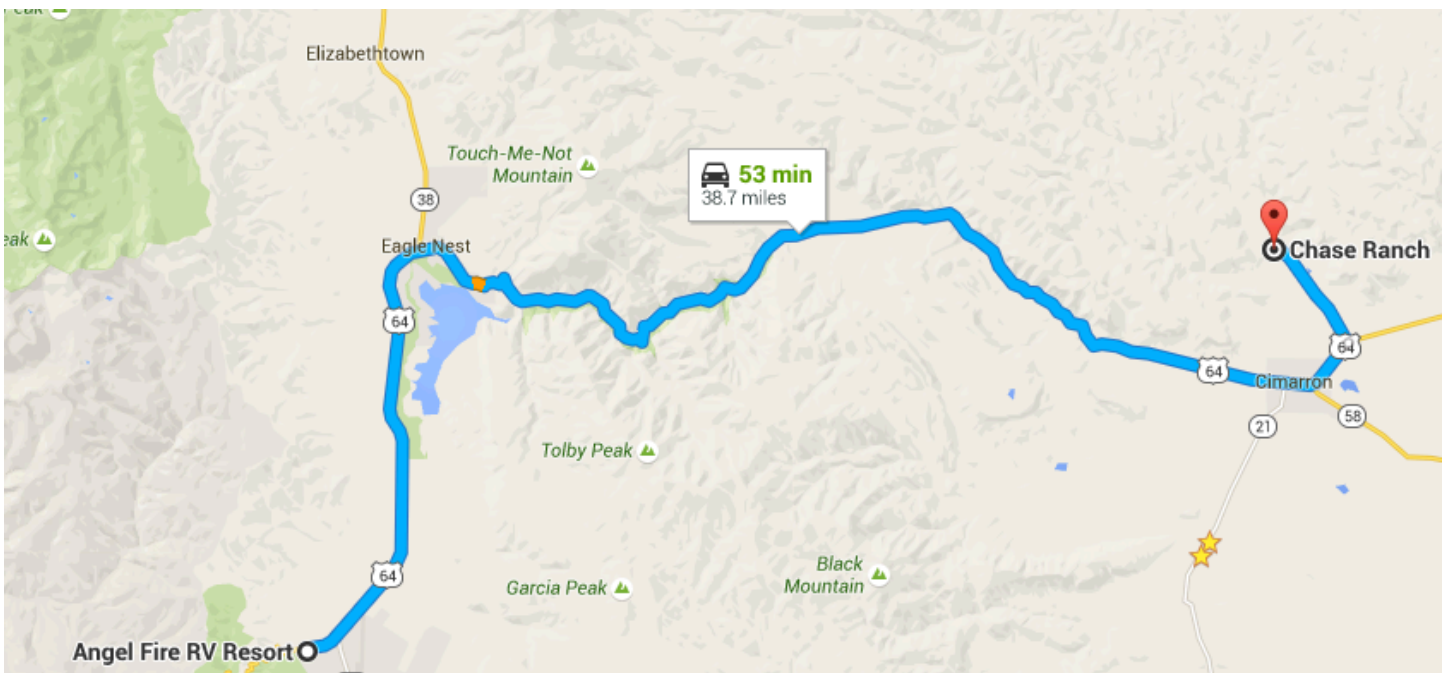 eak
Elizabethtown
Touch-Me-Not
Mountain
53 min
38.7 miles
38
eak
Eagle Nest
Chase Ranch
64
64
64
Cimarron
58
21
Tolby Peak
Black
Mountain
64
Garcia Peak
Angel Fire RV Resort